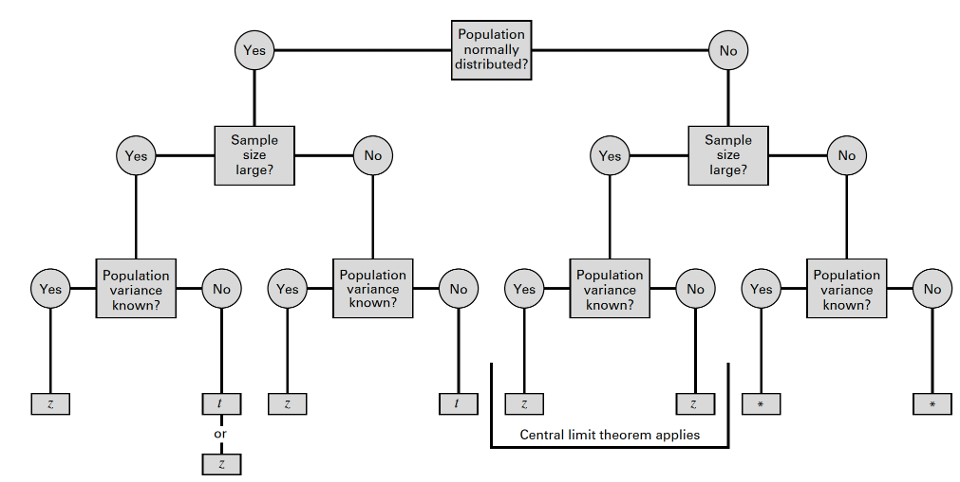 Population
normally
distributed?
Yes
No
Sample
size
large?
Sample
size
large?
Yes
No
Yes
No
Population
variance
known?
Population
variance
known?
Population
variance
known?
Population
variance
known?
Yes
No
Yes
No
Yes
No
Yes
No
z
t
z
t
z
z
*
*
or
Central limit theorem applies
z